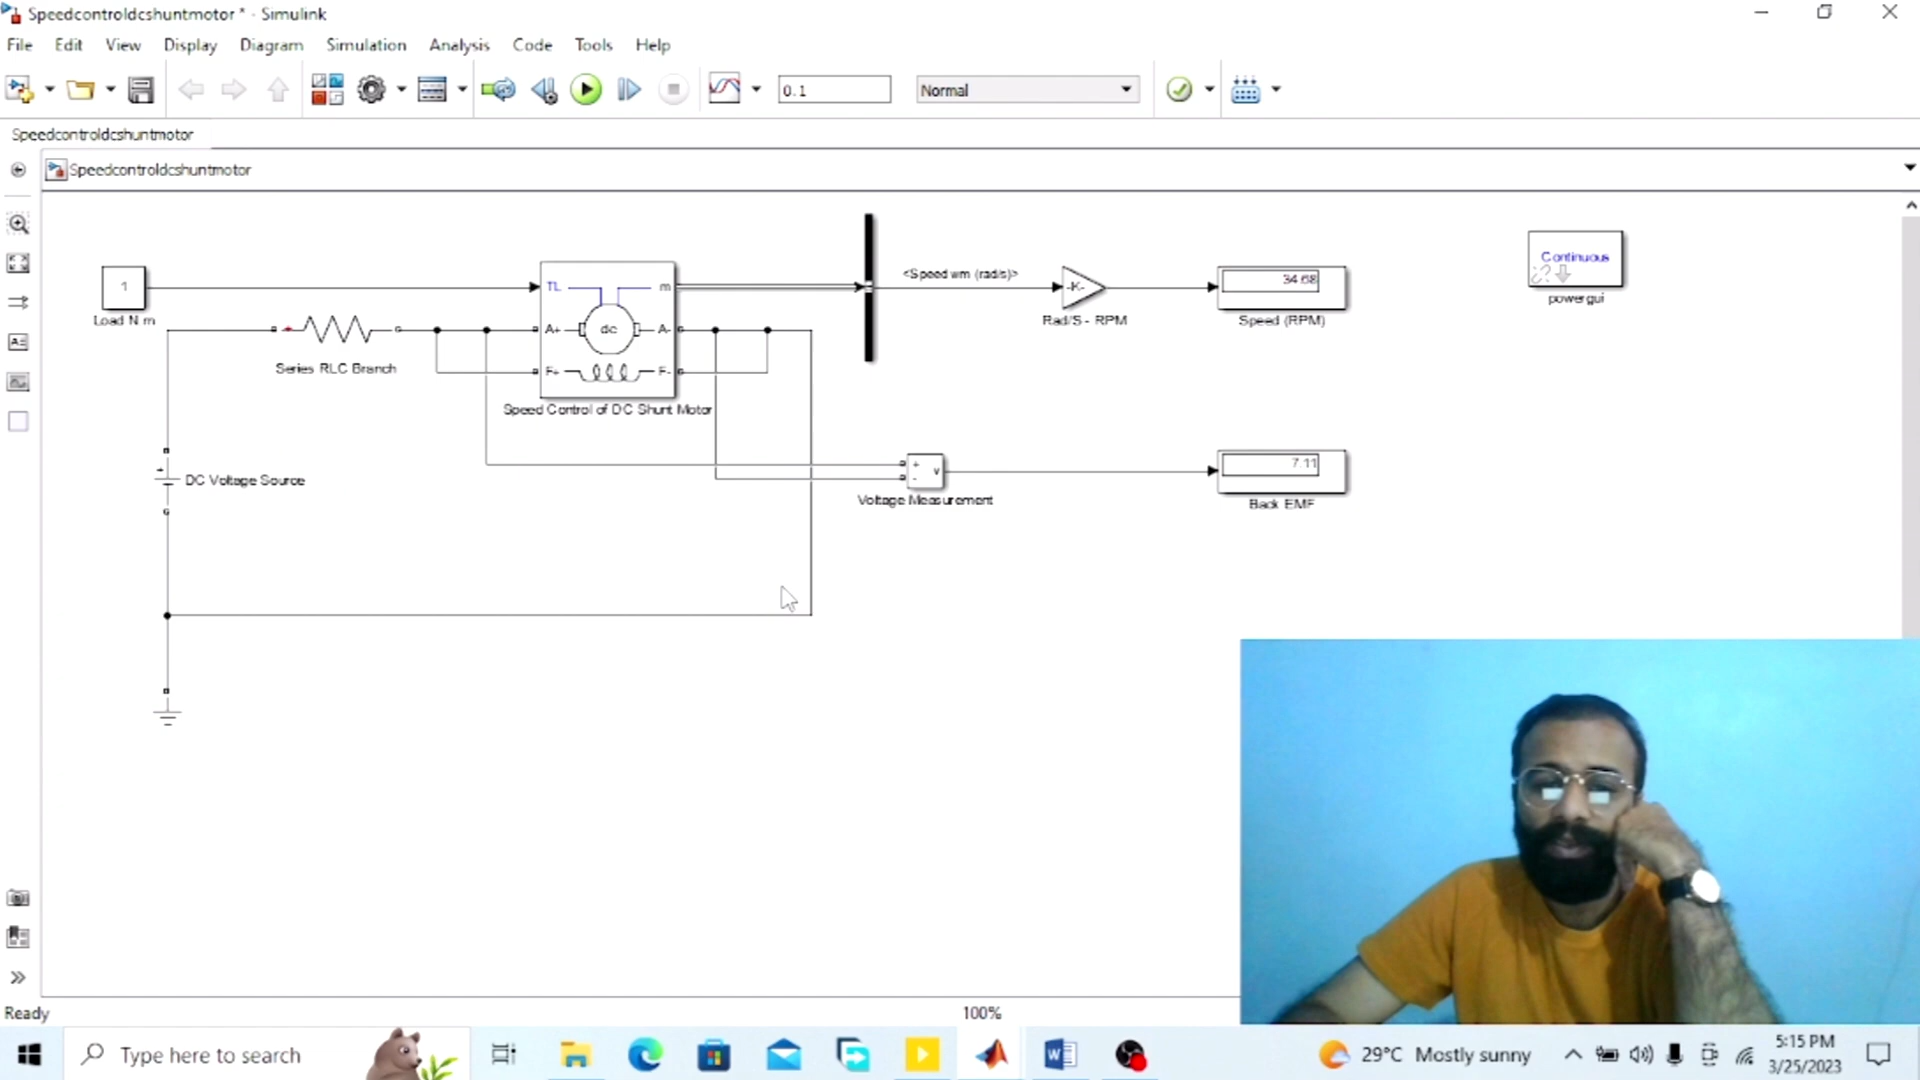 Speedcontroldcshuntmotor * - Simulink
File Edit View Display Diagram Simulation Analysis Code Tools Help
0.1 Normal
Speedcontroldcshuntmotor
Speedcontroldcshuntmotor
1
Load N m
Series RLC Branch
TL m
A+ dc A-
F+ F-
Speed Control of DC Shunt Motor
<Speed wm (rad/s)>
-K-
Rad/S - RPM
34.68
Speed (RPM)
Continuous
powergui
DC Voltage Source
+
+ v
-
Voltage Measurement
7.11
Back EMF
Ready 100%
Type here to search
29°C Mostly sunny
5:15 PM
3/25/2023